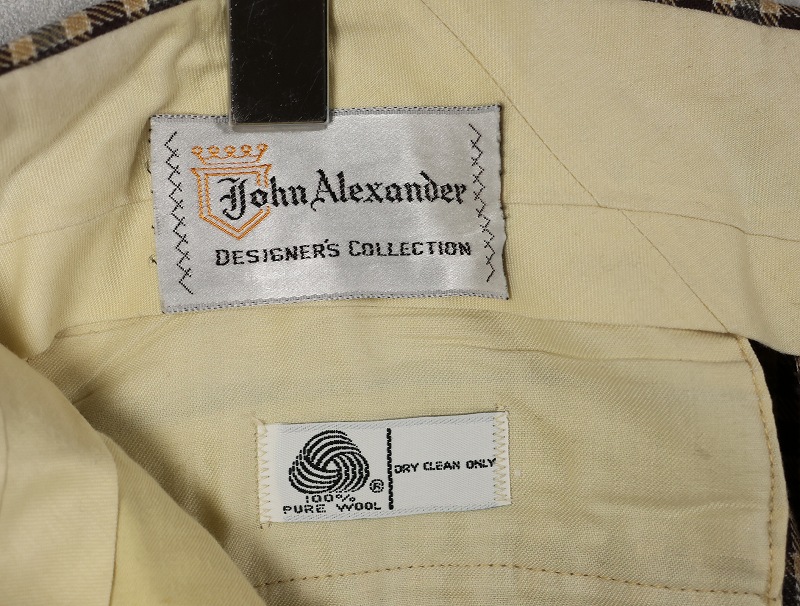 John Alexander
DESIGNER'S COLLECTION
®
100%
PURE WOOL
DRY CLEAN ONLY